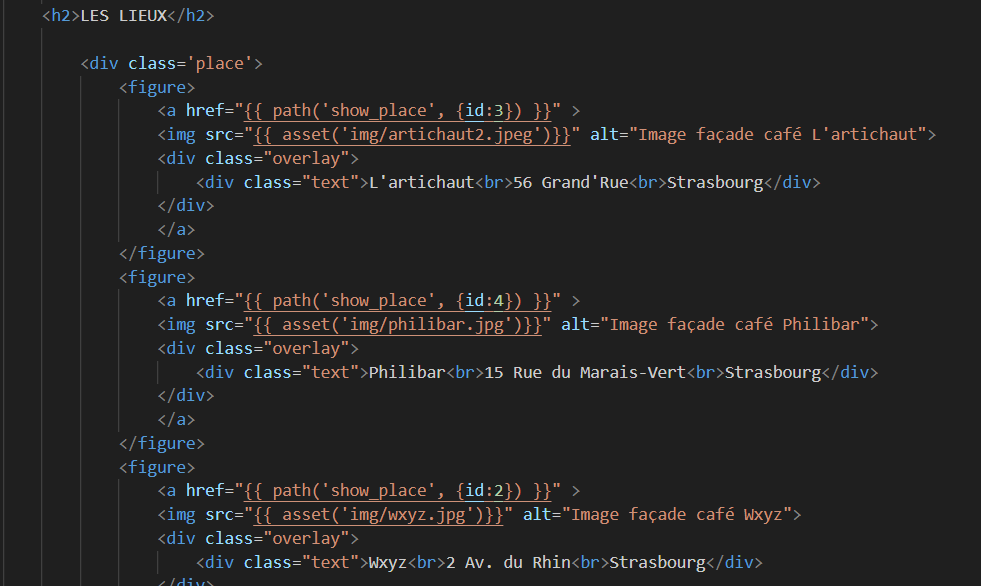 <h2>LES LIEUX</h2>
<div class='place'>
<figure>
<a href="{{ path('show_place', {id:3}) }}" >
<img src="{{ asset('img/artichaut2.jpeg')}}" alt="Image façade café L'artichaut">
<div class="overlay">
<div class="text">L'artichaut<br>56 Grand'Rue<br>Strasbourg</div>
</div>
</a>
</figure>
<figure>
<a href="{{ path('show_place', {id:4}) }}" >
<img src="{{ asset('img/philibar.jpg')}}" alt="Image façade café Philibar">
<div class="overlay">
<div class="text">Philibar<br>15 Rue du Marais-Vert<br>Strasbourg</div>
</div>
</a>
</figure>
<figure>
<a href="{{ path('show_place', {id:2}) }}" >
<img src="{{ asset('img/wxyz.jpg')}}" alt="Image façade café Wxyz">
<div class="overlay">
<div class="text">Wxyz<br>2 Av. du Rhin<br>Strasbourg</div>
</div>